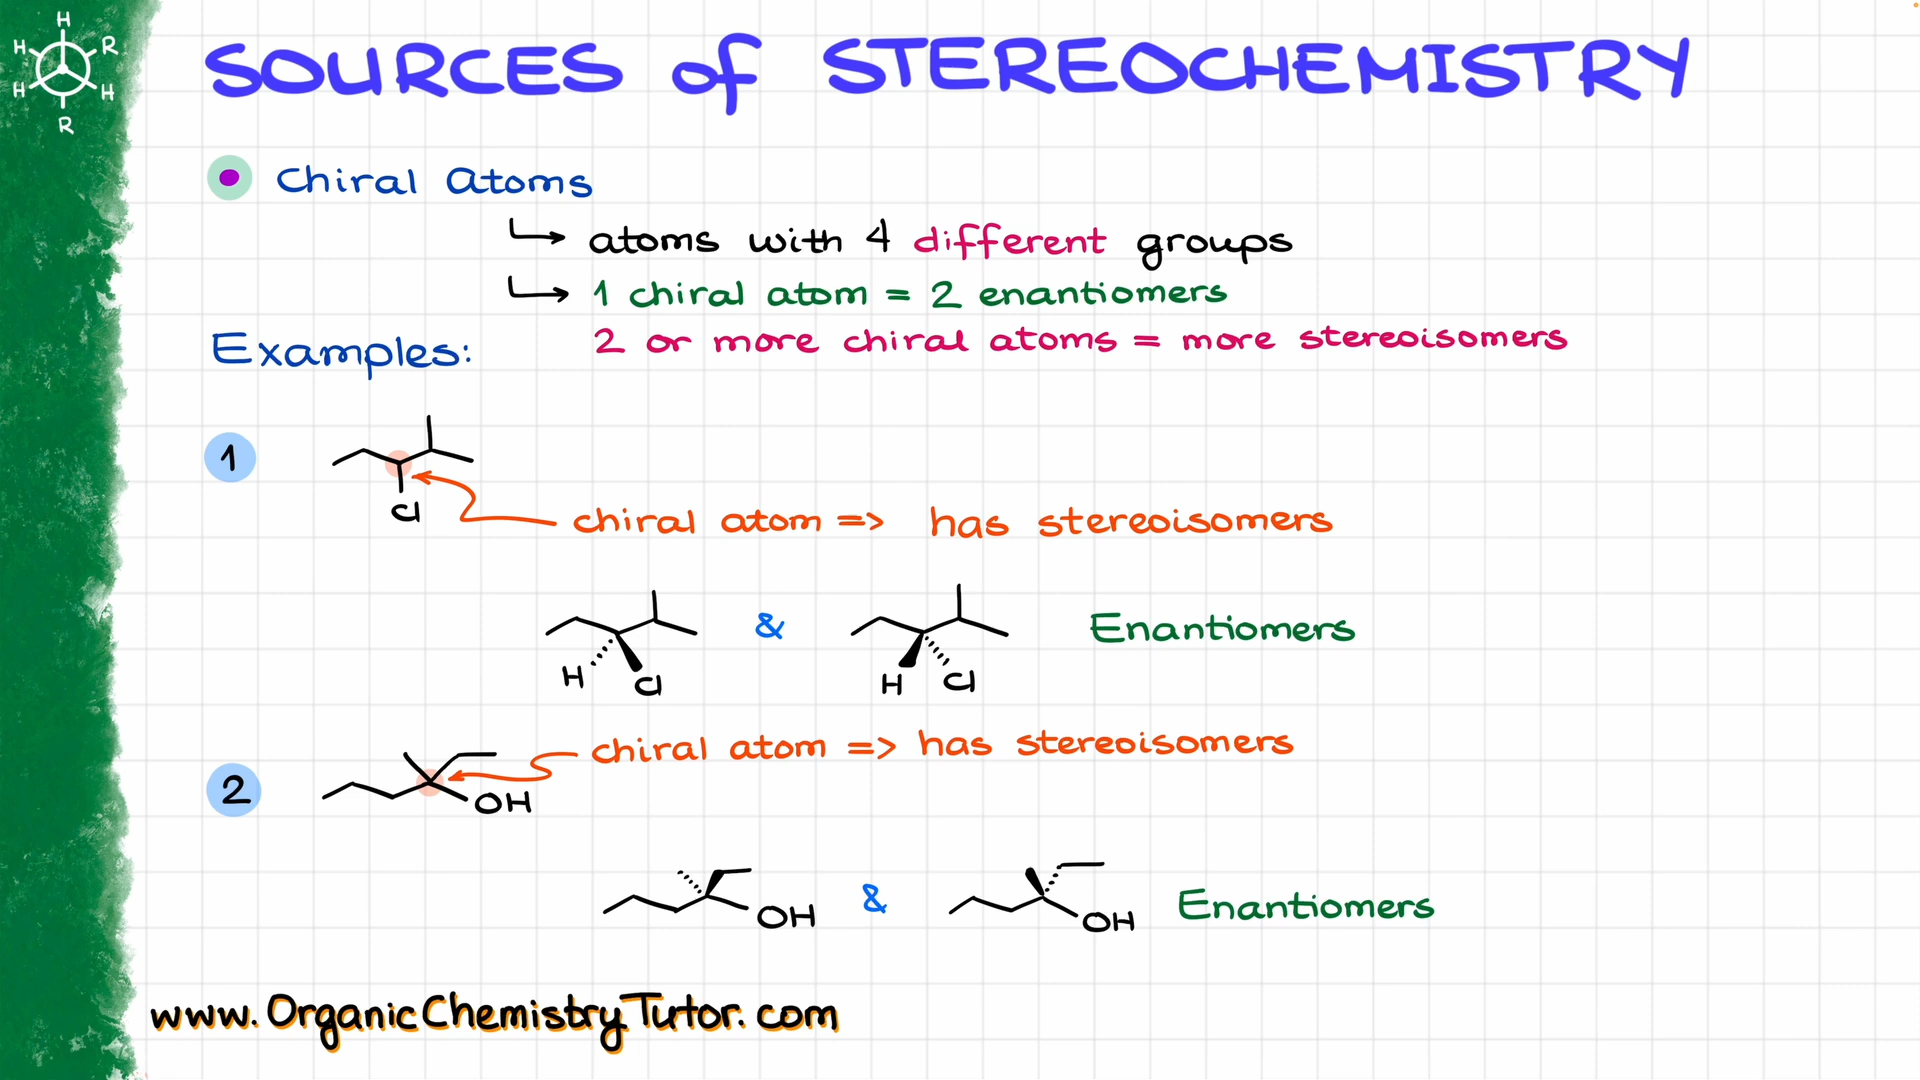 H
H R
H H
R
SOURCES of STEREOCHEMISTRY
Chiral Atoms
atoms with 4 different groups
1 chiral atom = 2 enantiomers
2 or more chiral atoms = more stereoisomers
Examples:
1
Cl
chiral atom => has stereoisomers
H Cl & H Cl Enantiomers
2
OH
chiral atom => has stereoisomers
OH & OH Enantiomers
www.OrganicChemistryTutor.com